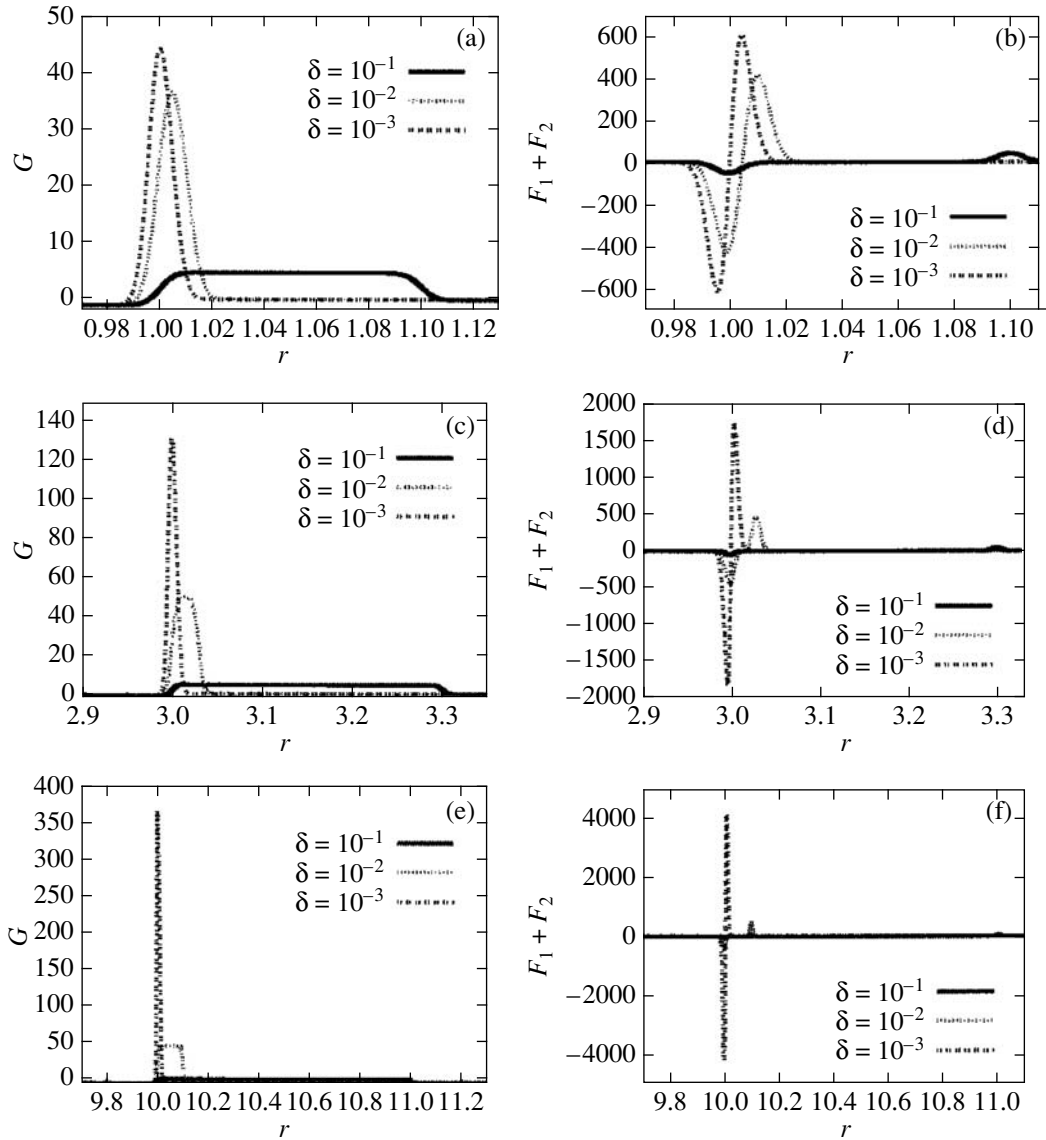 (a)
50
40
30
20
10
0
G
δ = 10⁻¹
δ = 10⁻²
δ = 10⁻³
0.98 1.00 1.02 1.04 1.06 1.08 1.10 1.12
r
(b)
600
400
200
0
−200
−400
−600
F₁ + F₂
δ = 10⁻¹
δ = 10⁻²
δ = 10⁻³
0.98 1.00 1.02 1.04 1.06 1.08 1.10
r
(c)
140
120
100
80
60
40
20
0
G
δ = 10⁻¹
δ = 10⁻²
δ = 10⁻³
2.9 3.0 3.1 3.2 3.3
r
(d)
2000
1500
1000
500
0
−500
−1000
−1500
−2000
F₁ + F₂
δ = 10⁻¹
δ = 10⁻²
δ = 10⁻³
2.9 3.0 3.1 3.2 3.3
r
(e)
400
350
300
250
200
150
100
50
0
G
δ = 10⁻¹
δ = 10⁻²
δ = 10⁻³
9.8 10.0 10.2 10.4 10.6 10.8 11.0 11.2
r
(f)
4000
2000
0
−2000
−4000
F₁ + F₂
δ = 10⁻¹
δ = 10⁻²
δ = 10⁻³
9.8 10.0 10.2 10.4 10.6 10.8 11.0
r